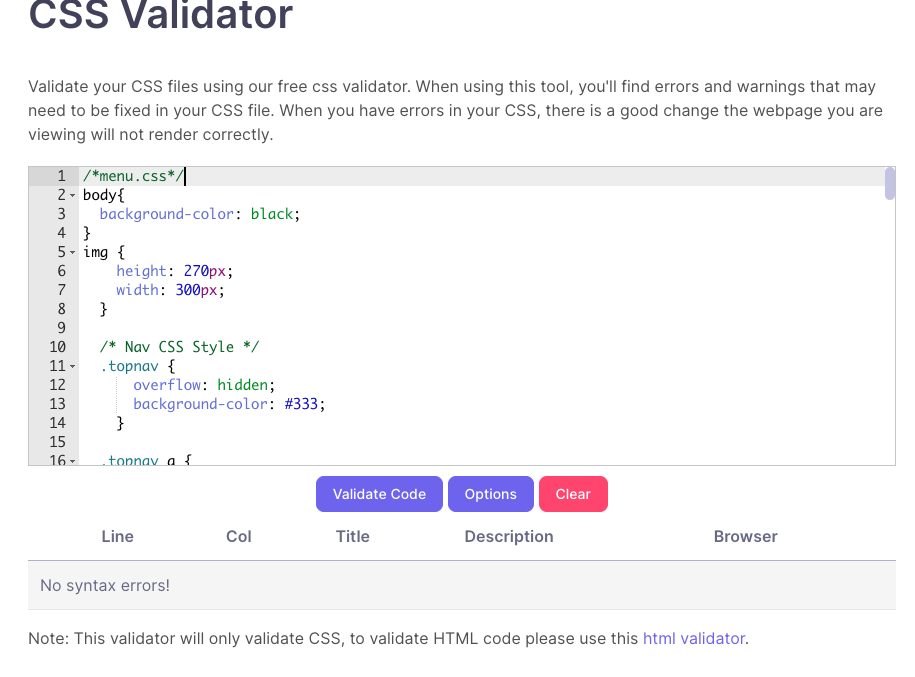 CSS Validator
Validate your CSS files using our free css validator. When using this tool, you'll find errors and warnings that may
need to be fixed in your CSS file. When you have errors in your CSS, there is a good change the webpage you are
viewing will not render correctly.
1 /*menu.css*/
2 body{
3 background-color: black;
4 }
5 img {
6 height: 270px;
7 width: 300px;
8 }
9
10 /* Nav CSS Style */
11 .topnav {
12 overflow: hidden;
13 background-color: #333;
14 }
15
16 .topnav a {
Validate Code Options Clear
Line Col Title Description Browser
No syntax errors!
Note: This validator will only validate CSS, to validate HTML code please use this html validator.